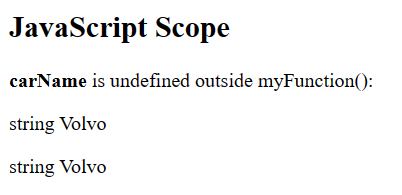 JavaScript Scope
carName is undefined outside myFunction():
string Volvo
string Volvo